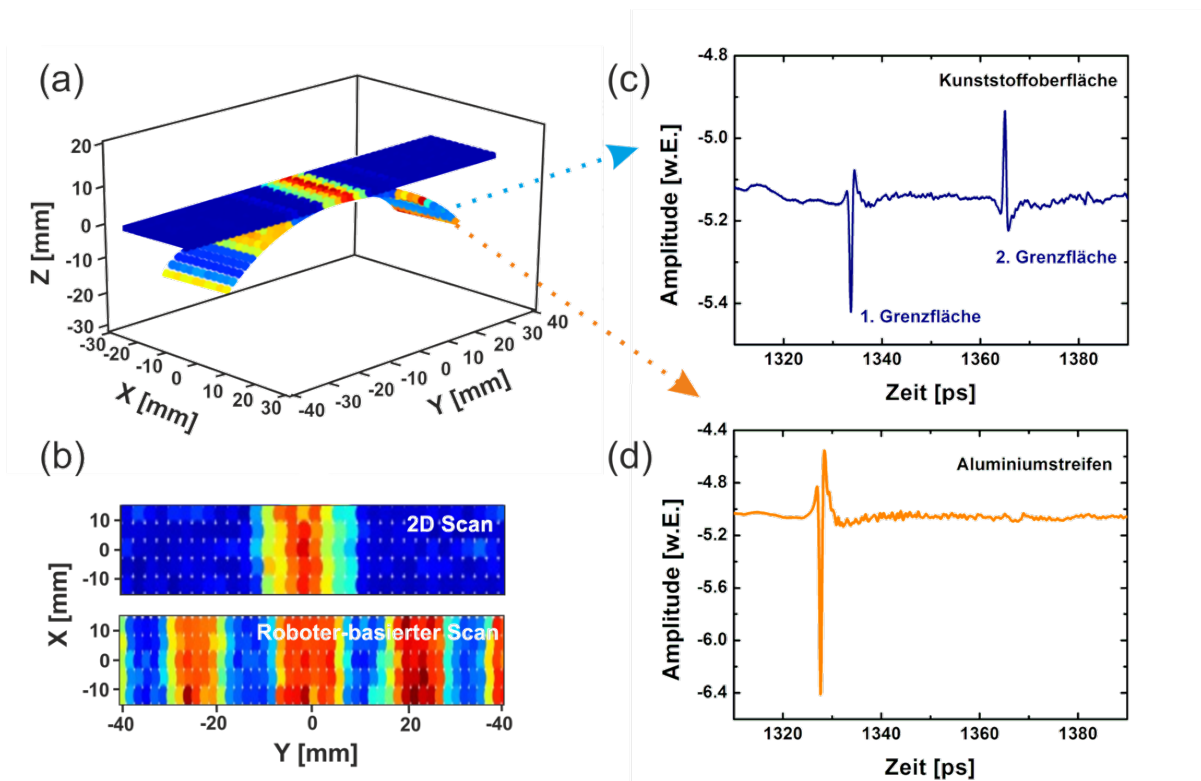 (a)
20
10
0
-10
-20
-30
Z [mm]
-30
-20
-10
0
10
20
30
X [mm]
-40
-30
-20
-10
0
10
20
30
40
Y [mm]
(b)
2D Scan
10
0
-10
Roboter-basierter Scan
10
0
-10
X [mm]
-40
-20
0
20
-40
Y [mm]
(c)
Kunststoffoberfläche
-4.8
-5.0
-5.2
-5.4
Amplitude [w.E.]
2. Grenzfläche
1. Grenzfläche
1320
1340
1360
1380
Zeit [ps]
(d)
Aluminiumstreifen
-4.4
-4.8
-5.2
-5.6
-6.0
-6.4
Amplitude [w.E.]
1320
1340
1360
1380
Zeit [ps]